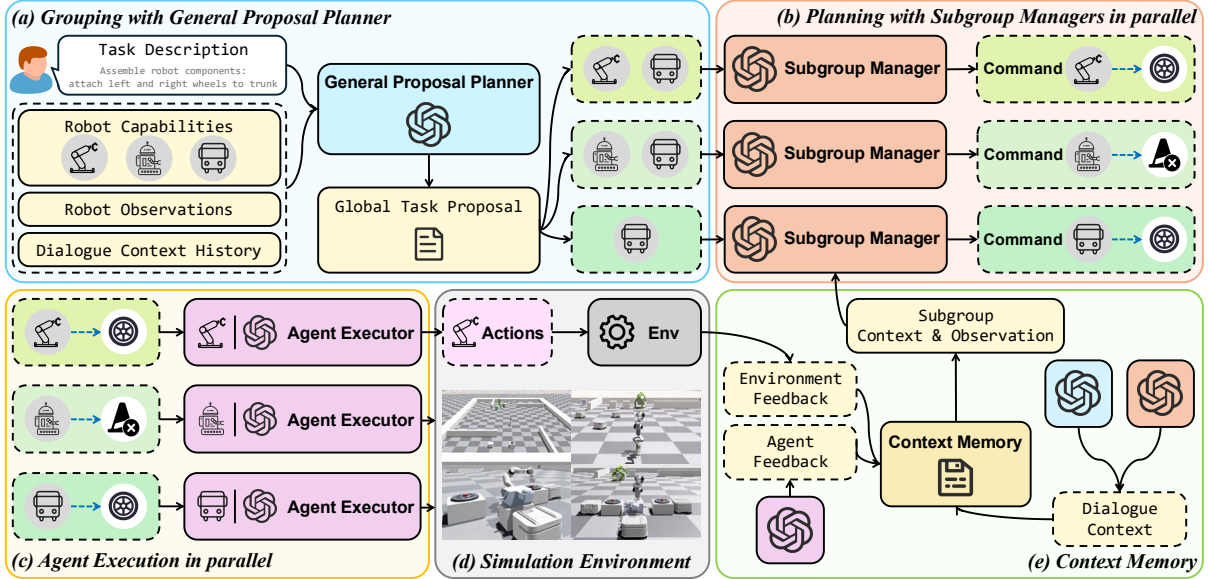 (a) Grouping with General Proposal Planner
Task Description
Assemble robot components:
attach left and right wheels to trunk
Robot Capabilities
Robot Observations
Dialogue Context History
General Proposal Planner
Global Task Proposal
(b) Planning with Subgroup Managers in parallel
Subgroup Manager
Command
Subgroup Manager
Command
Subgroup Manager
Command
Agent Executor
Agent Executor
Agent Executor
(c) Agent Execution in parallel
Actions
Env
(d) Simulation Environment
Subgroup
Context & Observation
Environment
Feedback
Agent
Feedback
Context Memory
Dialogue
Context
(e) Context Memory